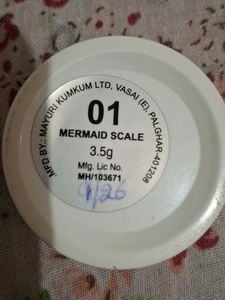 MFD BY:- MAYURI KUMKUM LTD, VASAI (E), PALGHAR-401208
01
MERMAID SCALE
3.5g
Mfg. Lic No.
MH/103671
9/26